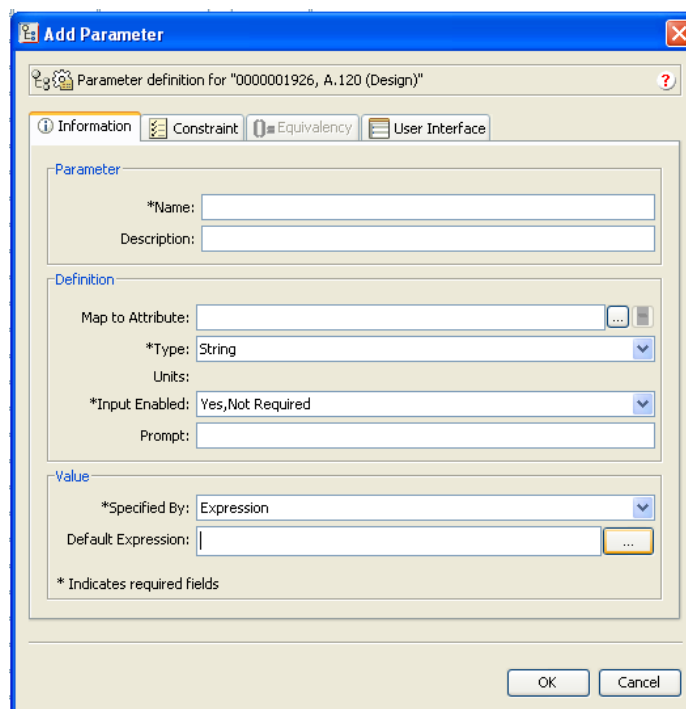 Add Parameter
Parameter definition for "0000001926, A.120 (Design)"
Information Constraint Equivalency User Interface
Parameter
*Name:
Description:
Definition
Map to Attribute: ...
*Type: String
Units:
*Input Enabled: Yes,Not Required
Prompt:
Value
*Specified By: Expression
Default Expression: ...
* Indicates required fields
OK Cancel